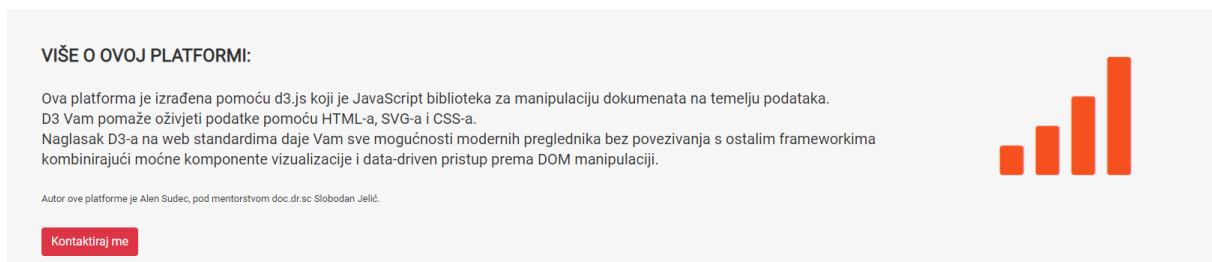 VIŠE O OVOJ PLATFORMI:
Ova platforma je izrađena pomoću d3.js koji je JavaScript biblioteka za manipulaciju dokumenata na temelju podataka.
D3 Vam pomaže oživjeti podatke pomoću HTML-a, SVG-a i CSS-a.
Naglasak D3-a na web standardima daje Vam sve mogućnosti modernih preglednika bez povezivanja s ostalim frameworkima
kombinirajući moćne komponente vizualizacije i data-driven pristup prema DOM manipulaciji.
Autor ove platforme je Alen Sudec, pod mentorstvom doc.dr.sc Slobodan Jelić.
Kontaktiraj me